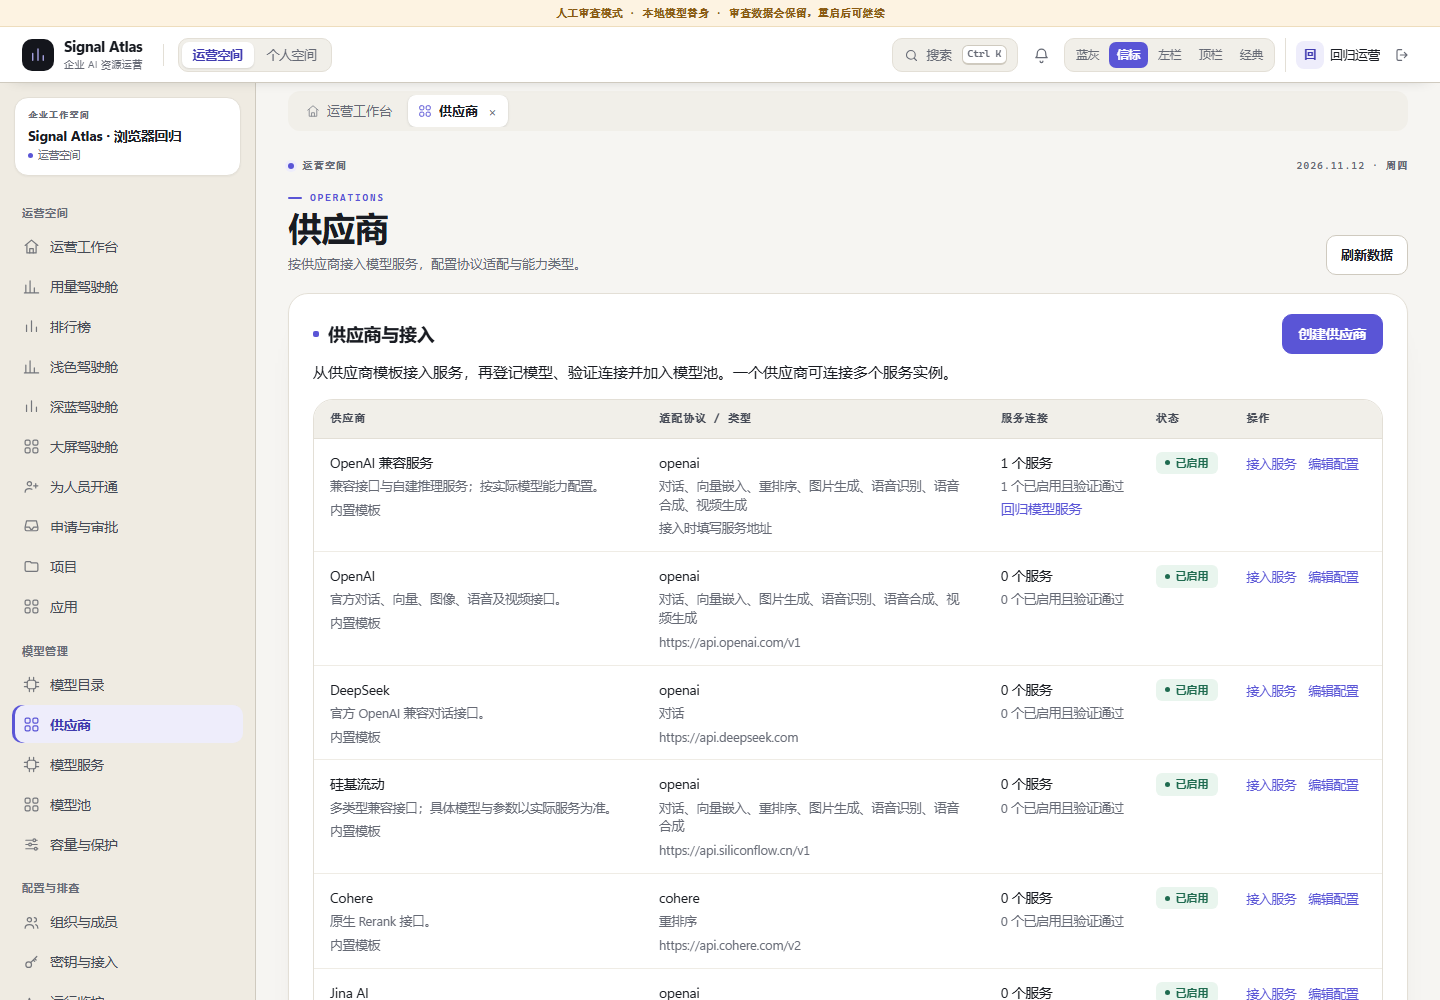 人工审查模式 · 本地模型替身 · 审查数据会保留，重启后可继续
Signal Atlas
企业 AI 资源运营
运营空间
个人空间
搜索
Ctrl K
蓝灰
信标
左栏
顶栏
经典
回
回归运营
企业工作空间
Signal Atlas · 浏览器回归
运营空间
运营空间
运营工作台
用量驾驶舱
排行榜
浅色驾驶舱
深蓝驾驶舱
大屏驾驶舱
为人员开通
申请与审批
项目
应用
模型管理
模型目录
供应商
模型服务
模型池
容量与保护
配置与排查
组织与成员
密钥与接入
运营工作台
供应商 ×
运营空间
2026.11.12 · 周四
OPERATIONS
供应商
按供应商接入模型服务，配置协议适配与能力类型。
刷新数据
供应商与接入
创建供应商
从供应商模板接入服务，再登记模型、验证连接并加入模型池。一个供应商可连接多个服务实例。
供应商
适配协议 / 类型
服务连接
状态
操作
OpenAI 兼容服务
兼容接口与自建推理服务；按实际模型能力配置。
内置模板
openai
对话、向量嵌入、重排序、图片生成、语音识别、语音
合成、视频生成
接入时填写服务地址
1 个服务
1 个已启用且验证通过
回归模型服务
已启用
接入服务 编辑配置
OpenAI
官方对话、向量、图像、语音及视频接口。
内置模板
openai
对话、向量嵌入、图片生成、语音识别、语音合成、视
频生成
https://api.openai.com/v1
0 个服务
0 个已启用且验证通过
已启用
接入服务 编辑配置
DeepSeek
官方 OpenAI 兼容对话接口。
内置模板
openai
对话
https://api.deepseek.com
0 个服务
0 个已启用且验证通过
已启用
接入服务 编辑配置
硅基流动
多类型兼容接口；具体模型与参数以实际服务为准。
内置模板
openai
对话、向量嵌入、重排序、图片生成、语音识别、语音
合成
https://api.siliconflow.cn/v1
0 个服务
0 个已启用且验证通过
已启用
接入服务 编辑配置
Cohere
原生 Rerank 接口。
内置模板
cohere
重排序
https://api.cohere.com/v2
0 个服务
0 个已启用且验证通过
已启用
接入服务 编辑配置
Jina AI
openai
0 个服务
已启用
接入服务 编辑配置